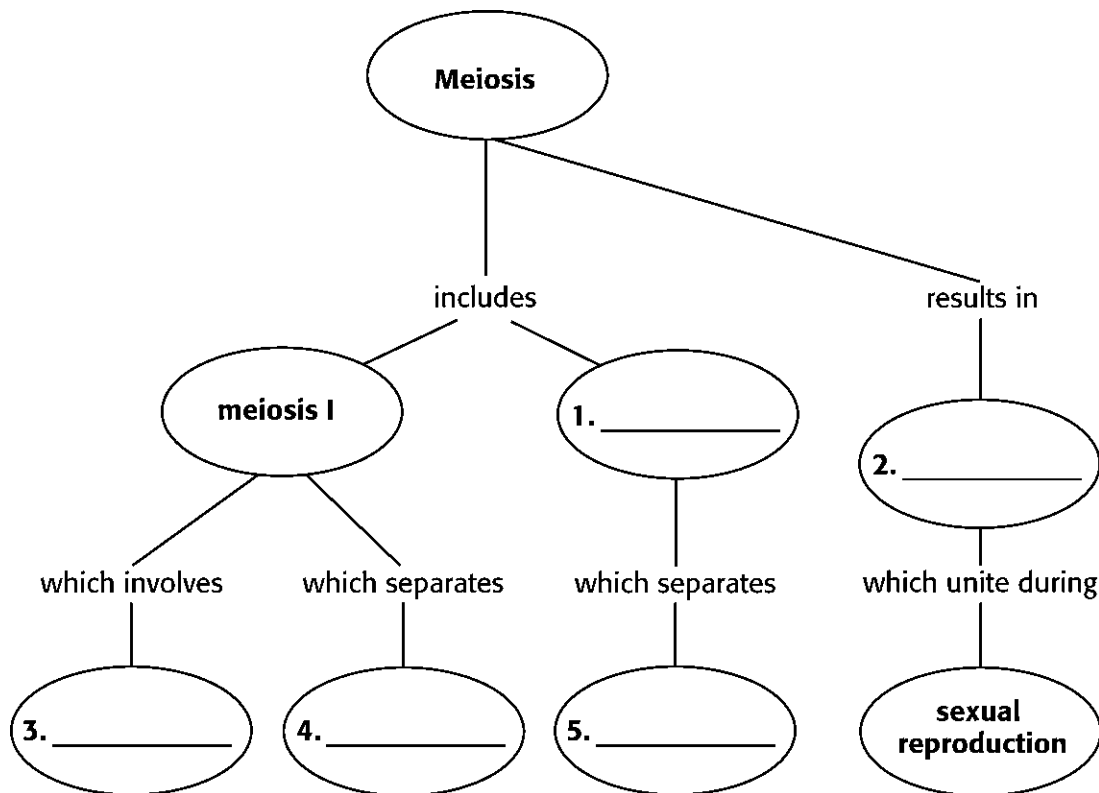 Meiosis
includes
results in
meiosis I
1. ____________
2. ____________
which involves
which separates
which separates
which unite during
3. ____________
4. ____________
5. ____________
sexual
reproduction